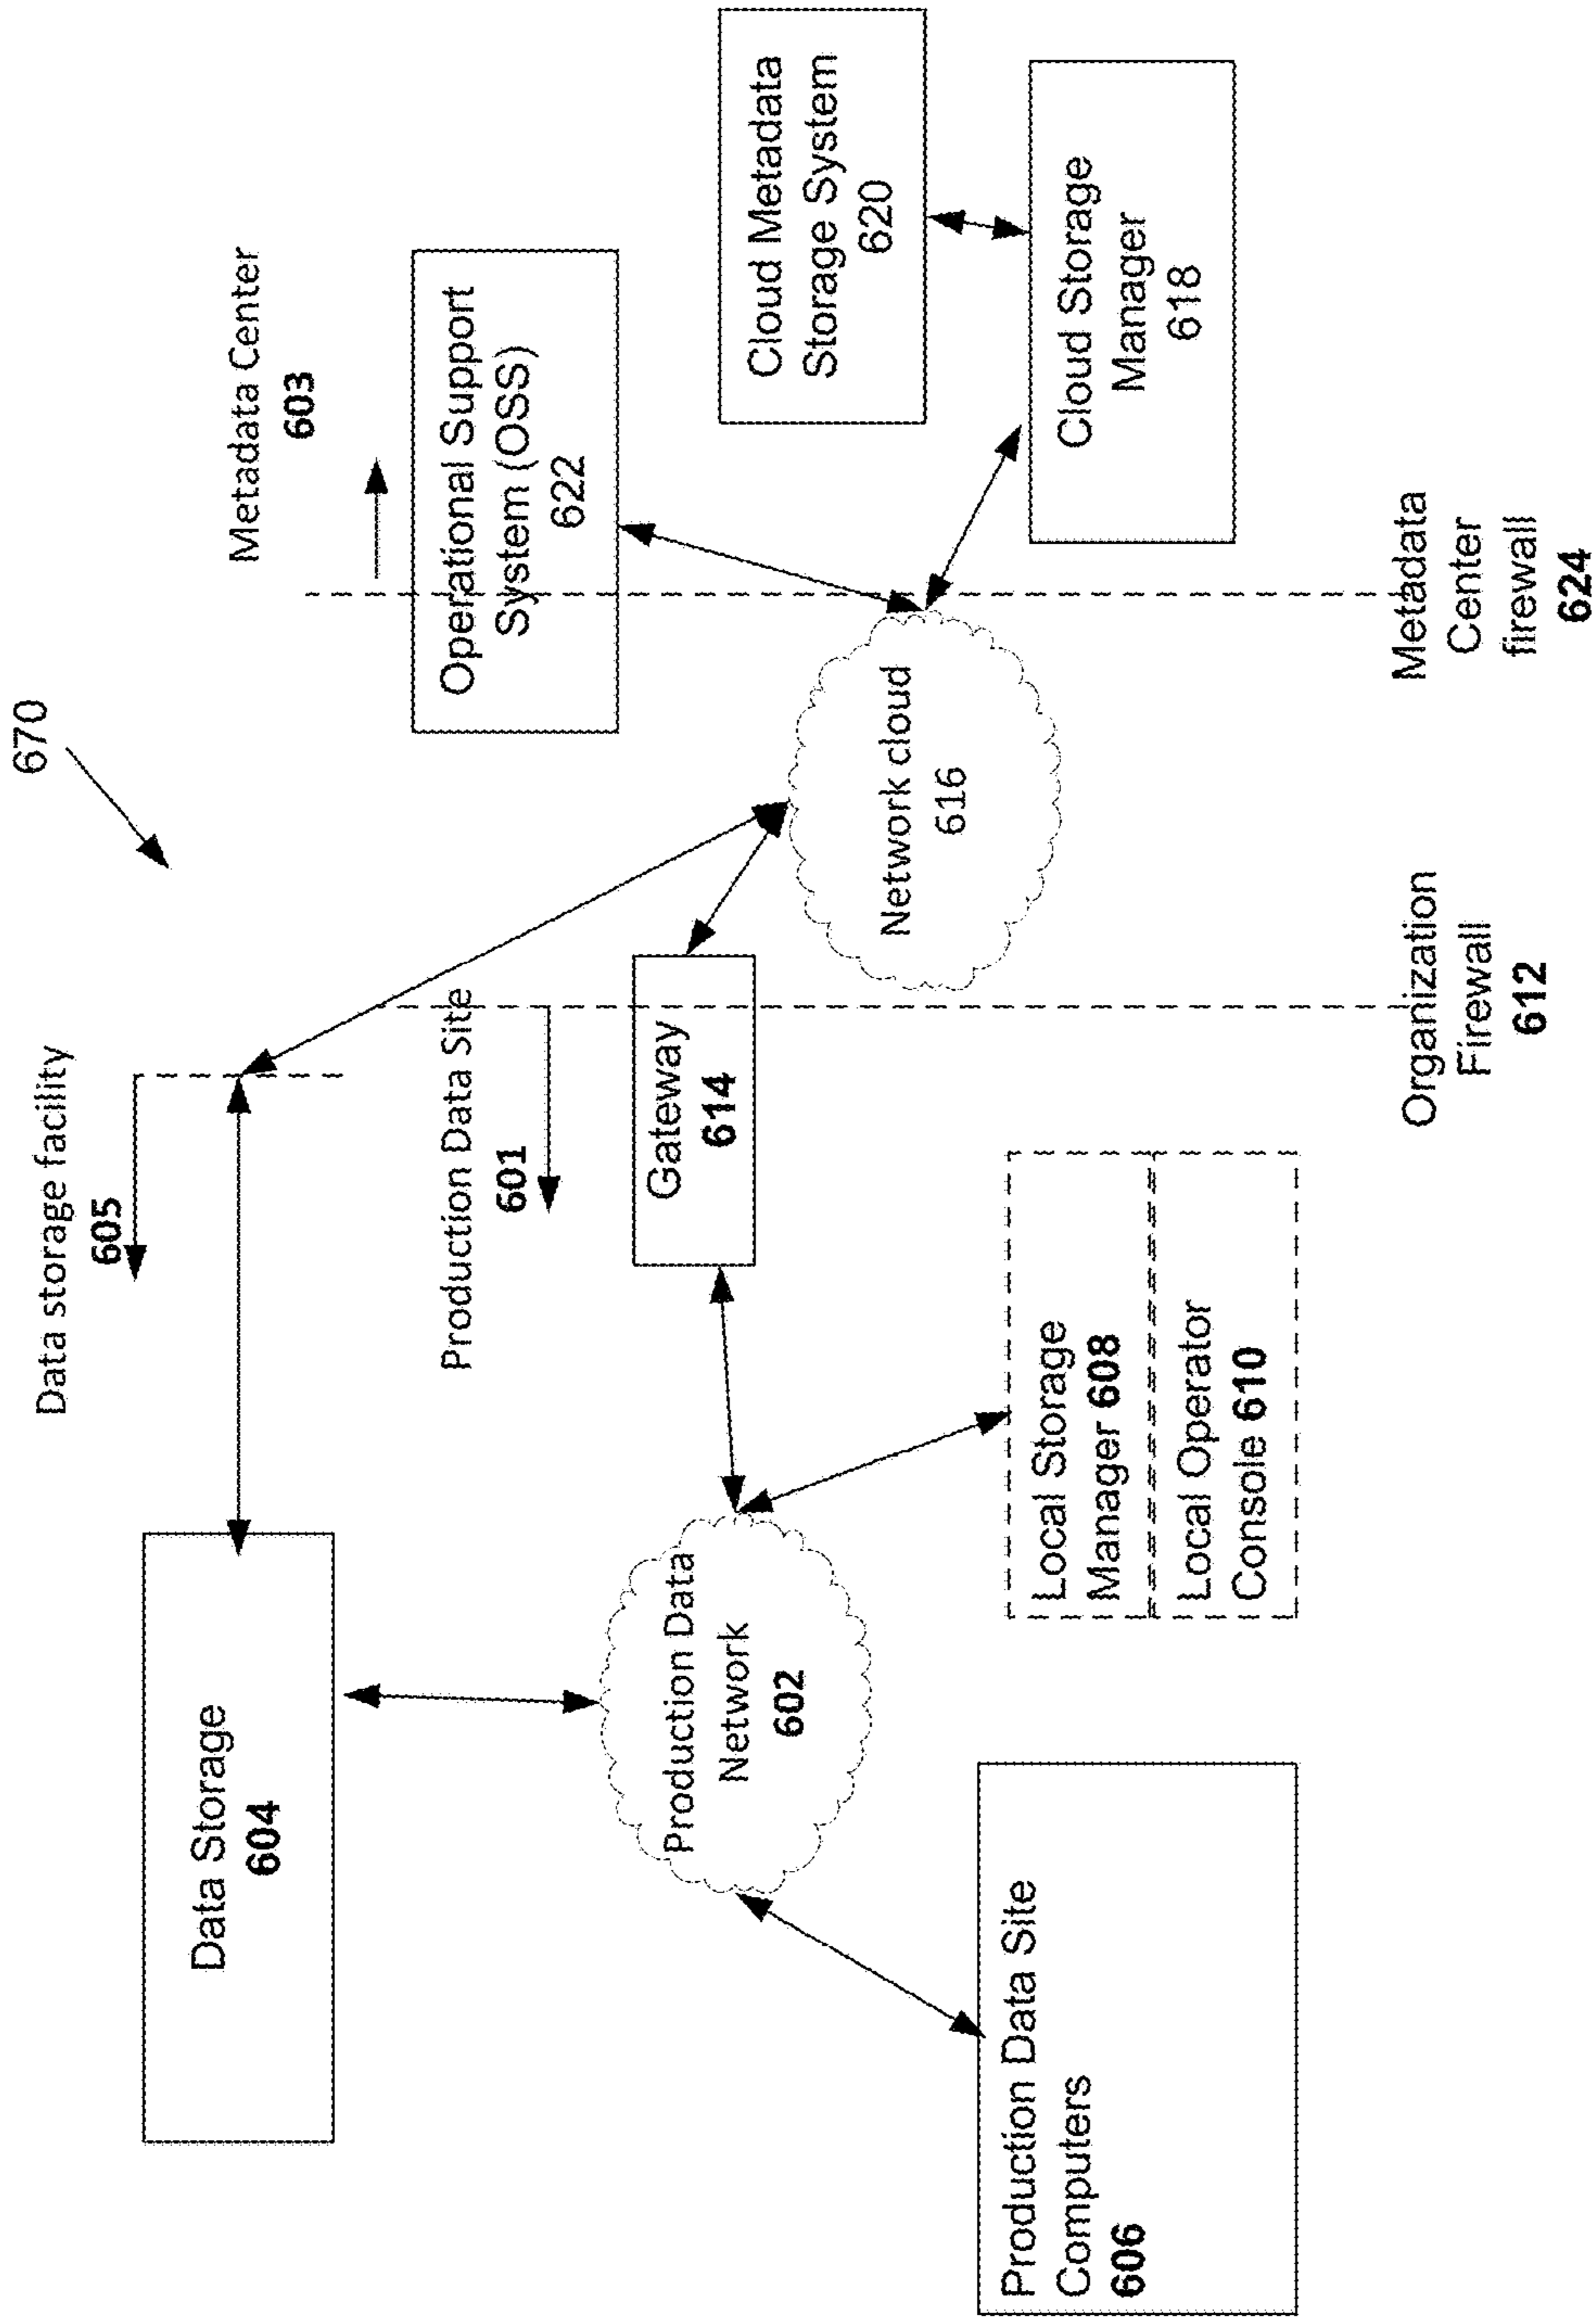 670
Data storage facility
605
Metadata Center
603
Data Storage
604
Production Data Site
601
Operational Support
System (OSS)
622
Gateway
614
Production Data
Network
602
Network cloud
616
Cloud Metadata
Storage System
620
Production Data Site
Computers
606
Local Storage
Manager 608
Local Operator
Console 610
Cloud Storage
Manager
618
Organization
Firewall
612
Metadata
Center
firewall
624